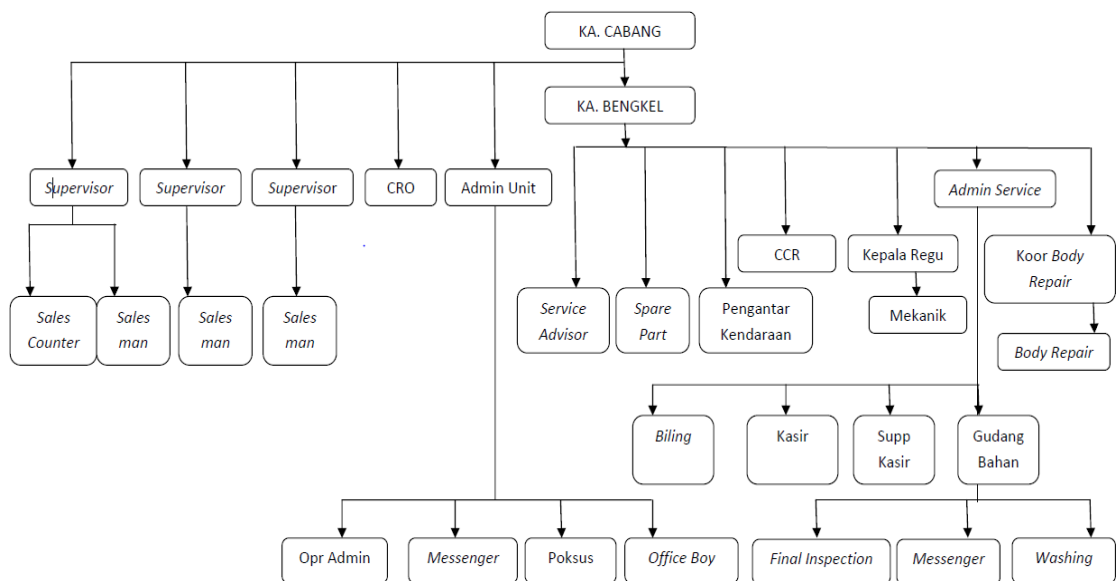 KA. CABANG
KA. BENGKEL
Supervisor
Supervisor
Supervisor
CRO
Admin Unit
Admin Service
CCR
Kepala Regu
Koor Body
Repair
Sales
Counter
Sales
man
Sales
man
Sales
man
Service
Advisor
Spare
Part
Pengantar
Kendaraan
Mekanik
Body Repair
Biling
Kasir
Supp
Kasir
Gudang
Bahan
Opr Admin
Messenger
Poksus
Office Boy
Final Inspection
Messenger
Washing